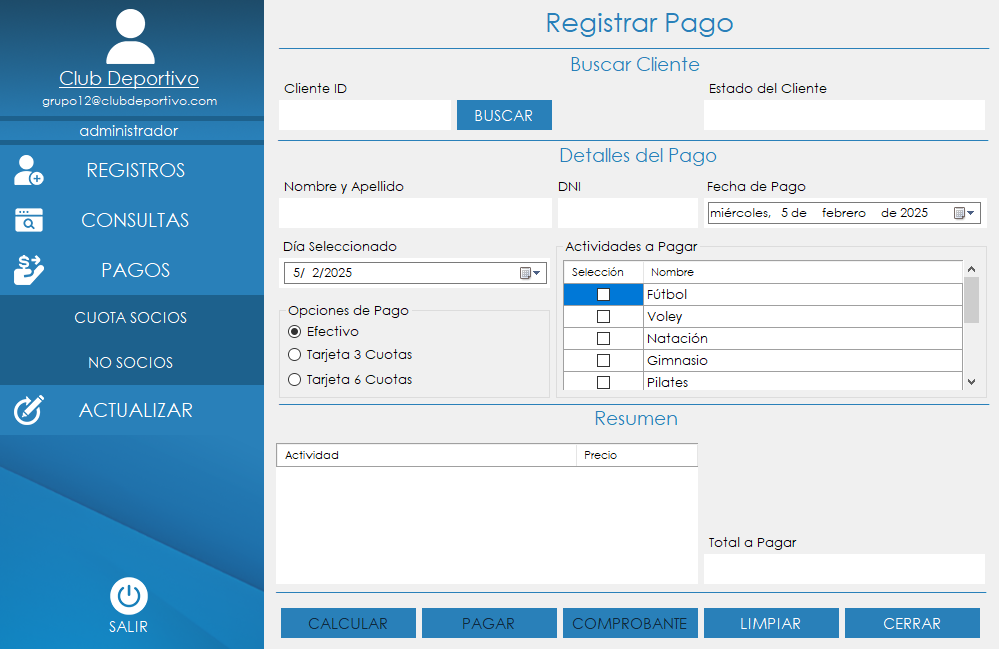 Club Deportivo
grupo12@clubdeportivo.com
administrador
REGISTROS
CONSULTAS
PAGOS
CUOTA SOCIOS
NO SOCIOS
ACTUALIZAR
SALIR
Registrar Pago
Buscar Cliente
Cliente ID
Estado del Cliente
BUSCAR
Detalles del Pago
Nombre y Apellido
DNI
Fecha de Pago
miércoles, 5 de febrero de 2025
Día Seleccionado
5/ 2/2025
Opciones de Pago
Efectivo
Tarjeta 3 Cuotas
Tarjeta 6 Cuotas
Actividades a Pagar
Selección Nombre
Fútbol
Voley
Natación
Gimnasio
Pilates
Resumen
Actividad Precio
Total a Pagar
CALCULAR PAGAR COMPROBANTE LIMPIAR CERRAR